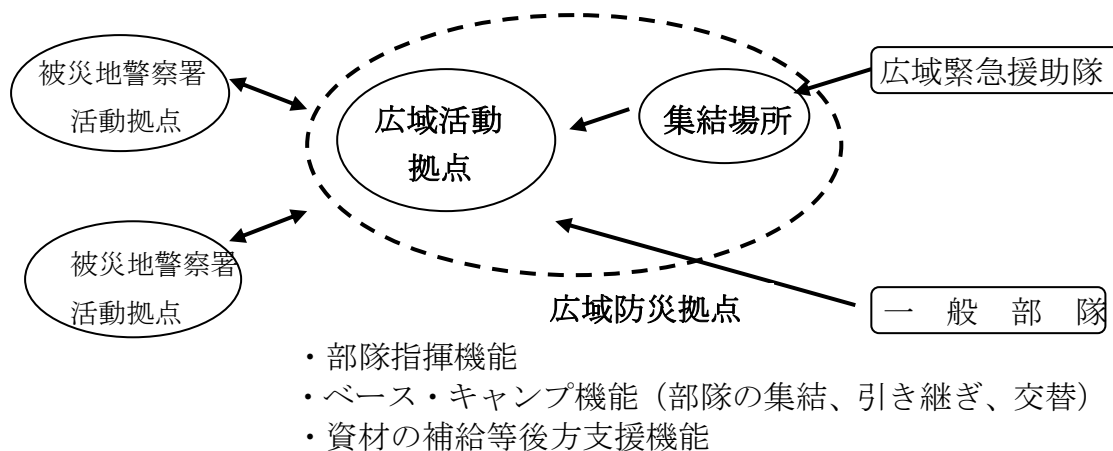 被災地警察署
活動拠点
広域活動
拠点
集結場所
広域緊急援助隊
被災地警察署
活動拠点
広域防災拠点
一 般 部 隊
・部隊指揮機能
・ベース・キャンプ機能（部隊の集結、引き継ぎ、交替）
・資材の補給等後方支援機能